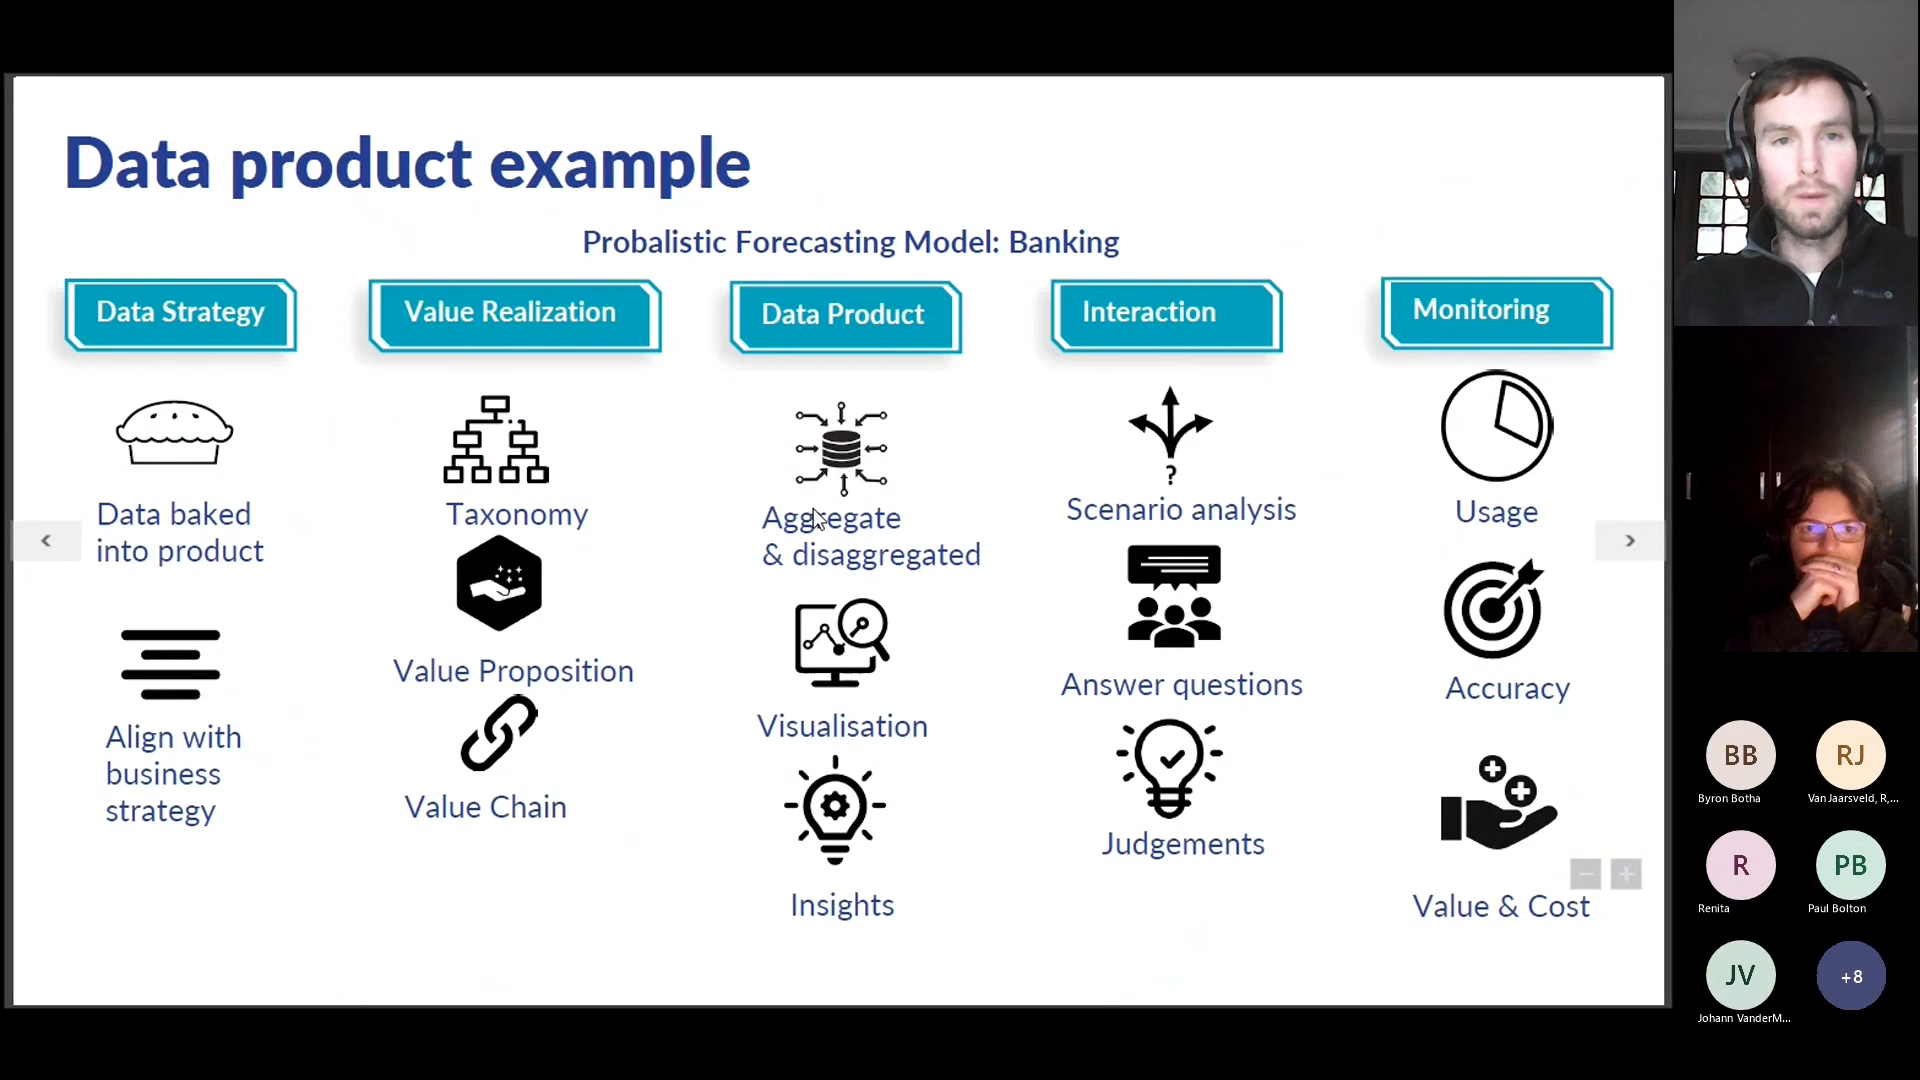 Data product example
Probalistic Forecasting Model: Banking
Data Strategy
Value Realization
Data Product
Interaction
Monitoring
Data baked
into product
Align with
business
strategy
Taxonomy
Value Proposition
Value Chain
Aggregate
& disaggregated
Visualisation
Insights
?
Scenario analysis
Answer questions
Judgements
Usage
Accuracy
Value & Cost
BB
Byron Botha
RJ
Van Jaarsveld, R,...
R
Renita
PB
Paul Bolton
JV
Johann VanderM...
+8